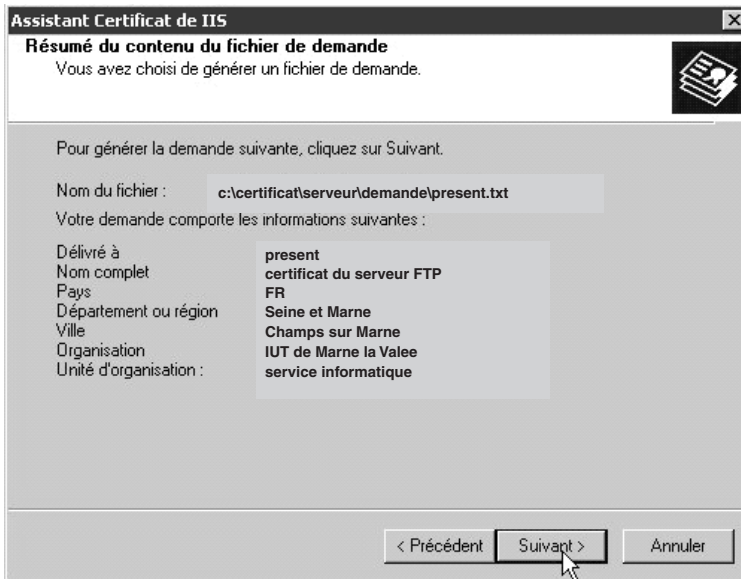 Assistant Certificat de IIS
Résumé du contenu du fichier de demande
Vous avez choisi de générer un fichier de demande.
Pour générer la demande suivante, cliquez sur Suivant.
Nom du fichier : c:\certificat\serveur\demande\present.txt
Votre demande comporte les informations suivantes :
Délivré à present
Nom complet certificat du serveur FTP
Pays FR
Département ou région Seine et Marne
Ville Champs sur Marne
Organisation IUT de Marne la Valee
Unité d'organisation : service informatique
< Précédent Suivant > Annuler